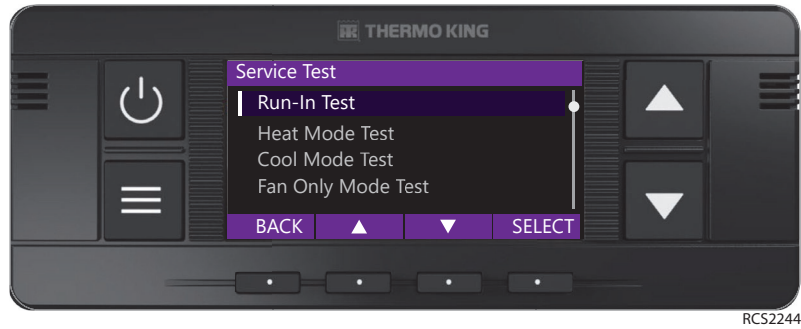 THERMO KING
Service Test
Run-In Test
Heat Mode Test
Cool Mode Test
Fan Only Mode Test
BACK ▲ ▼ SELECT
RCS2244